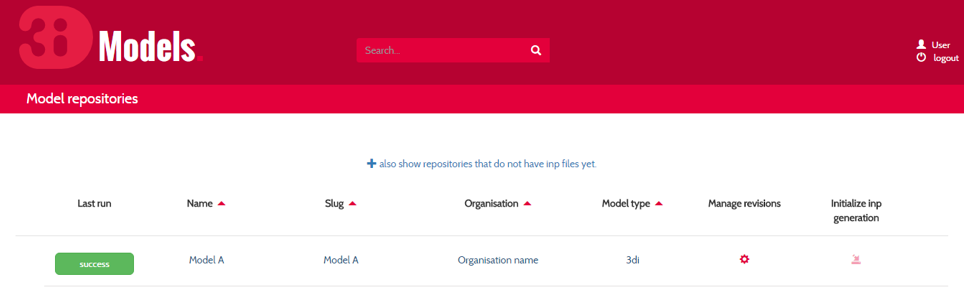 3i Models.
Search...
User
logout
Model repositories
also show repositories that do not have inp files yet.
Last run Name Slug Organisation Model type Manage revisions Initialize inp generation
success Model A Model A Organisation name 3di